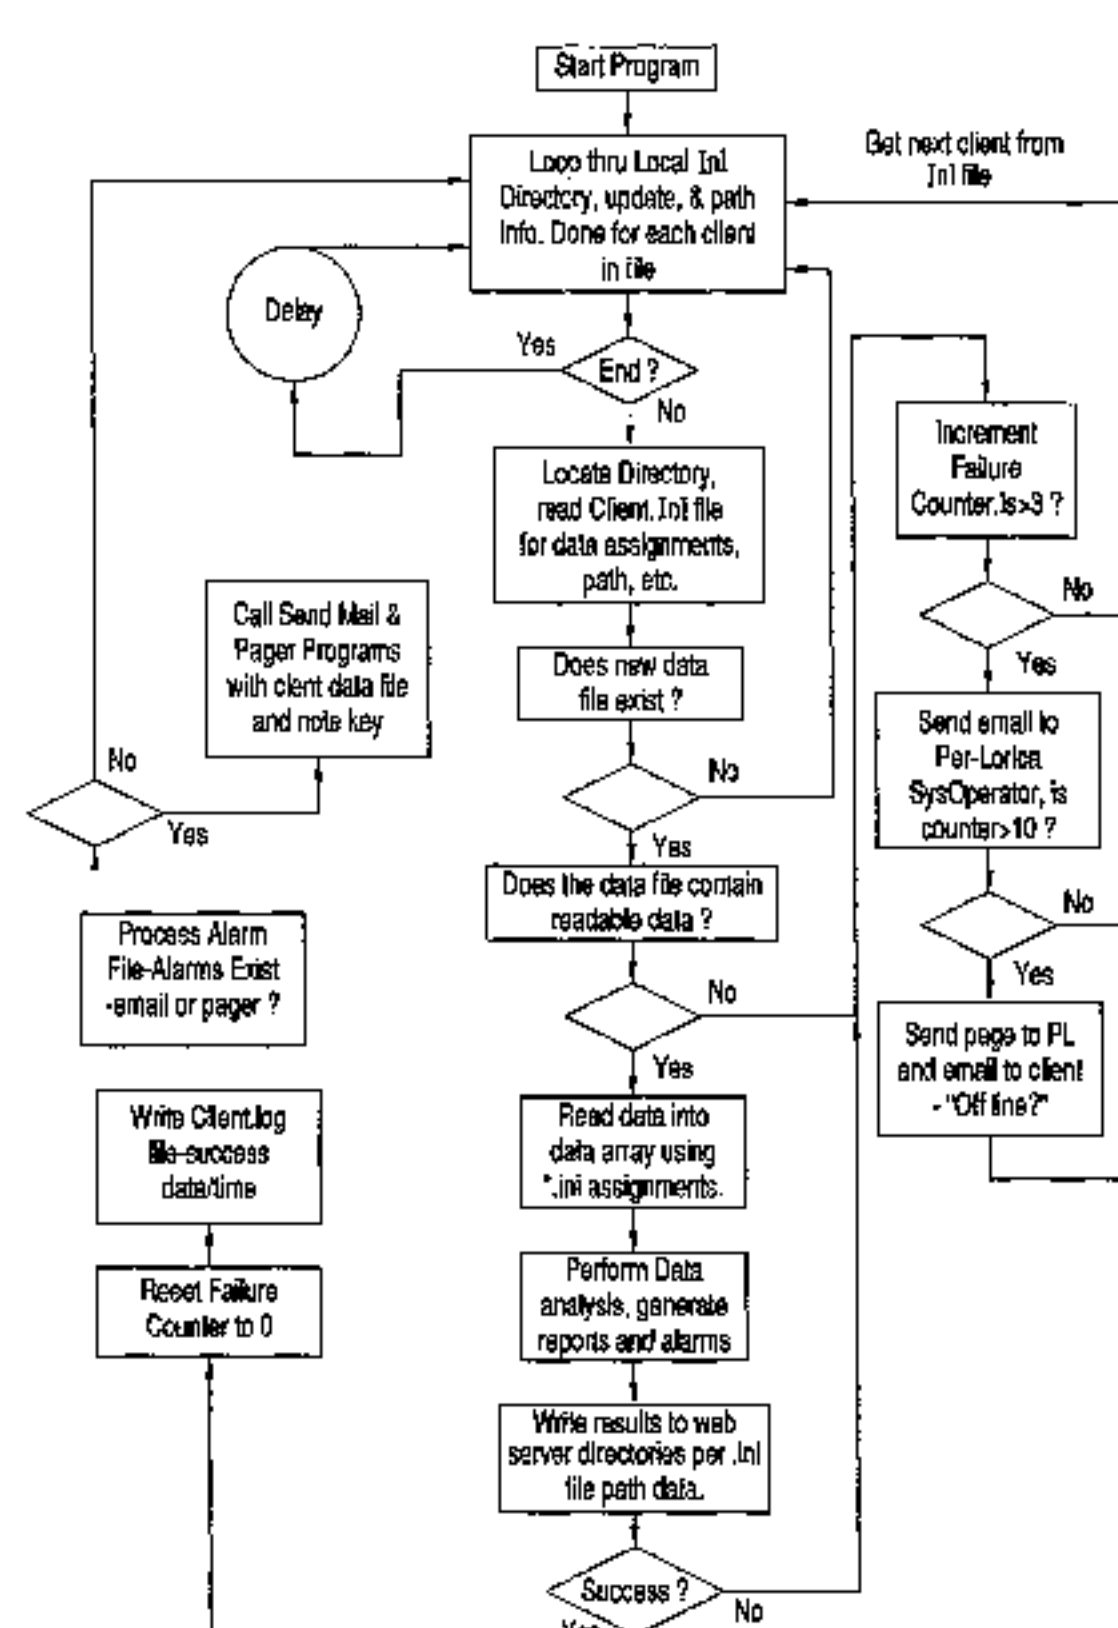 Start Program
Loop thru Local Ini
Directory, update, & path
Info. Done for each client
in file
Get next client from
Ini file
Delay
Yes
End ?
No
Locate Directory,
read Client.Ini file
for data assignments,
path, etc.
Increment
Failure
Counter.Is>3 ?
No
Yes
Call Send Mail &
Pager Programs
with cient data file
and note key
Does new data
file exist ?
No
Yes
Send email to
Per-Lorica
SysOperator, is
counter>10 ?
No
Yes
No
Yes
Does the data file contain
readable data ?
No
Yes
Process Alarm
File-Alarms Exist
-email or pager ?
Send page to PL
and email to client
- "Off line?"
Write Client.log
file-success
date/time
Read data into
data array using
*.ini assignments.
Reset Failure
Counter to 0
Perform Data
analysis, generate
reports and alarms
Write results to web
server directories per .Ini
file path data.
Success ?
No
Yes